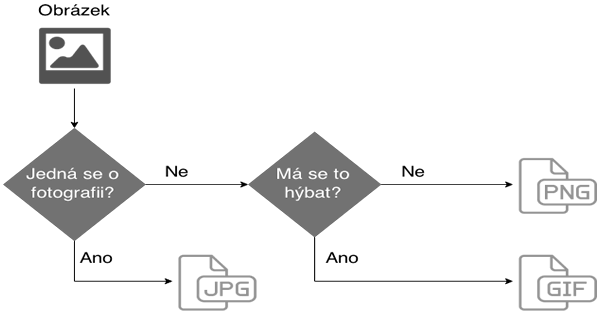 Obrázek
Jedná se o
fotografii?
Ne
Má se to
hýbat?
Ne
PNG
Ano
JPG
Ano
GIF